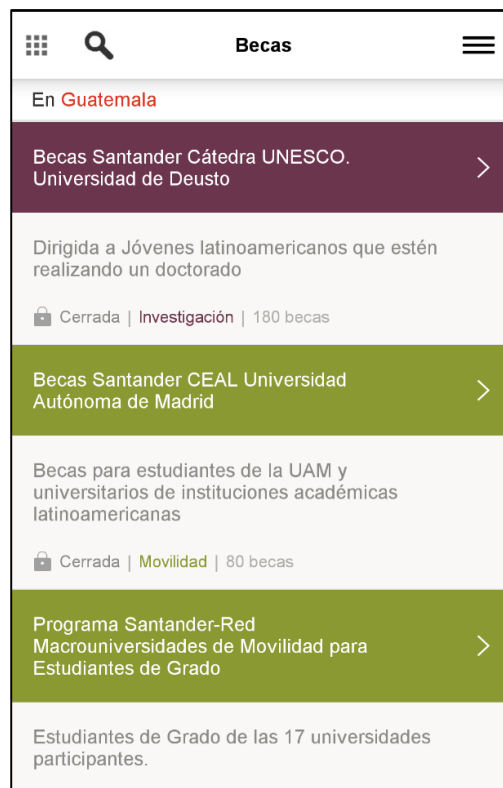 Becas
En Guatemala
Becas Santander Cátedra UNESCO.
Universidad de Deusto
Dirigida a Jóvenes latinoamericanos que estén
realizando un doctorado
Cerrada | Investigación | 180 becas
Becas Santander CEAL Universidad
Autónoma de Madrid
Becas para estudiantes de la UAM y
universitarios de instituciones académicas
latinoamericanas
Cerrada | Movilidad | 80 becas
Programa Santander-Red
Macrouniversidades de Movilidad para
Estudiantes de Grado
Estudiantes de Grado de las 17 universidades
participantes.